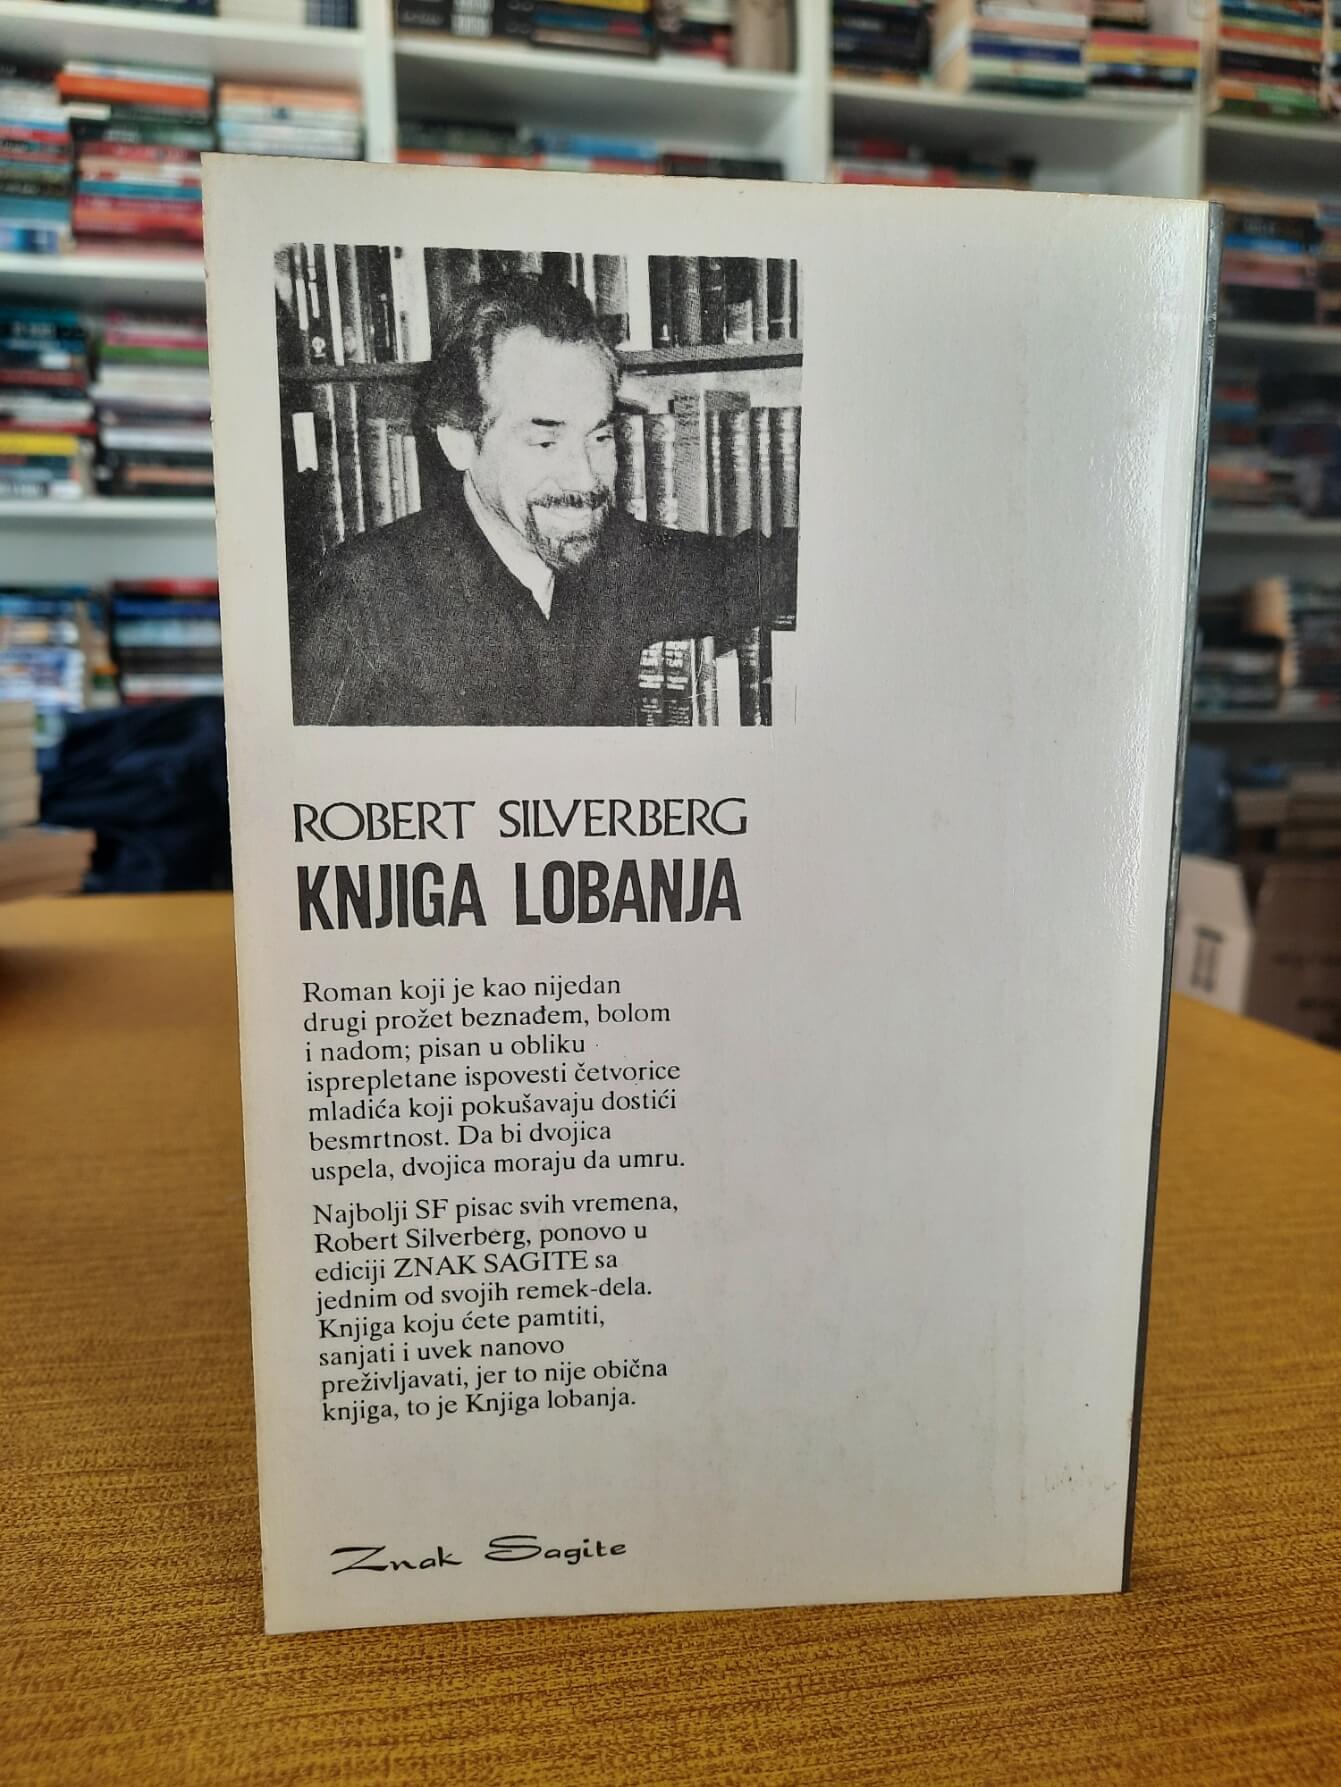 ROBERT SILVERBERG
KNJIGA LOBANJA
Roman koji je kao nijedan
drugi prožet beznađem, bolom
i nadom; pisan u obliku
isprepletane ispovesti četvorice
mladića koji pokušavaju dostići
besmrtnost. Da bi dvojica
uspela, dvojica moraju da umru.
Najbolji SF pisac svih vremena,
Robert Silverberg, ponovo u
ediciji ZNAK SAGITE sa
jednim od svojih remek-dela.
Knjiga koju ćete pamtiti,
sanjati i uvek nanovo
preživljavati, jer to nije obična
knjiga, to je Knjiga lobanja.
Znak Sagite